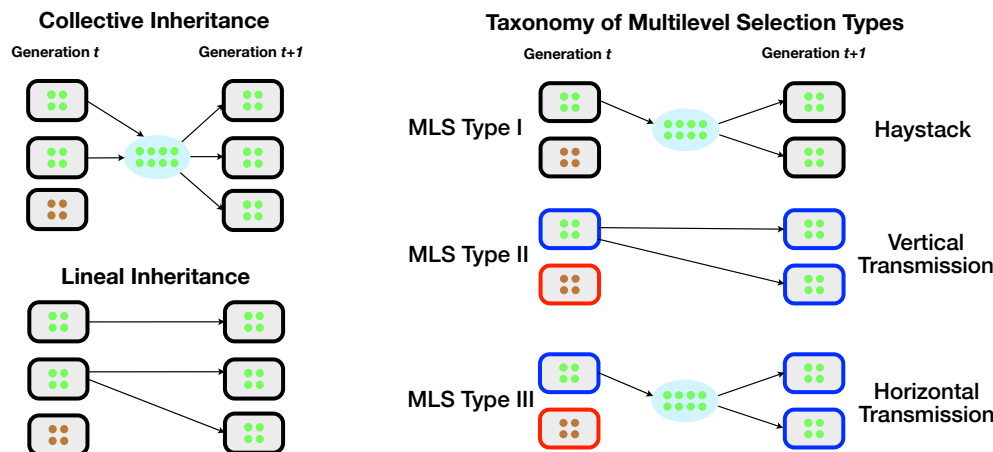 Collective Inheritance
Generation t
Generation t+1
Lineal Inheritance
Taxonomy of Multilevel Selection Types
Generation t
Generation t+1
MLS Type I
Haystack
MLS Type II
Vertical
Transmission
MLS Type III
Horizontal
Transmission